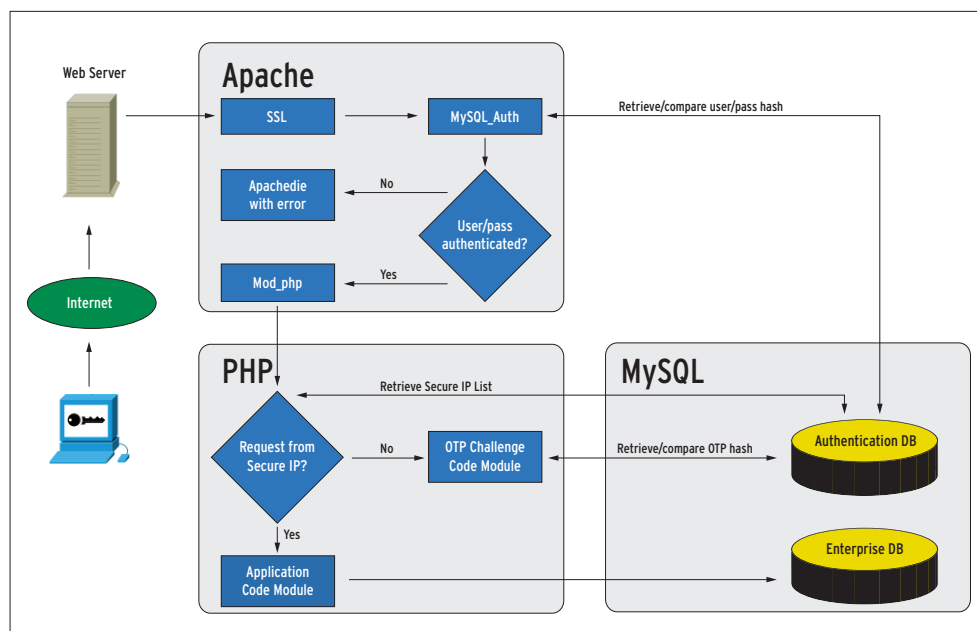 Web Server
Apache
SSL
MySQL_Auth
Retrieve/compare user/pass hash
Apachedie
with error
No
User/pass
authenticated?
Mod_php
Yes
Internet
PHP
MySQL
Retrieve Secure IP List
Request from
Secure IP?
No
OTP Challenge
Code Module
Retrieve/compare OTP hash
Authentication DB
Yes
Application
Code Module
Enterprise DB